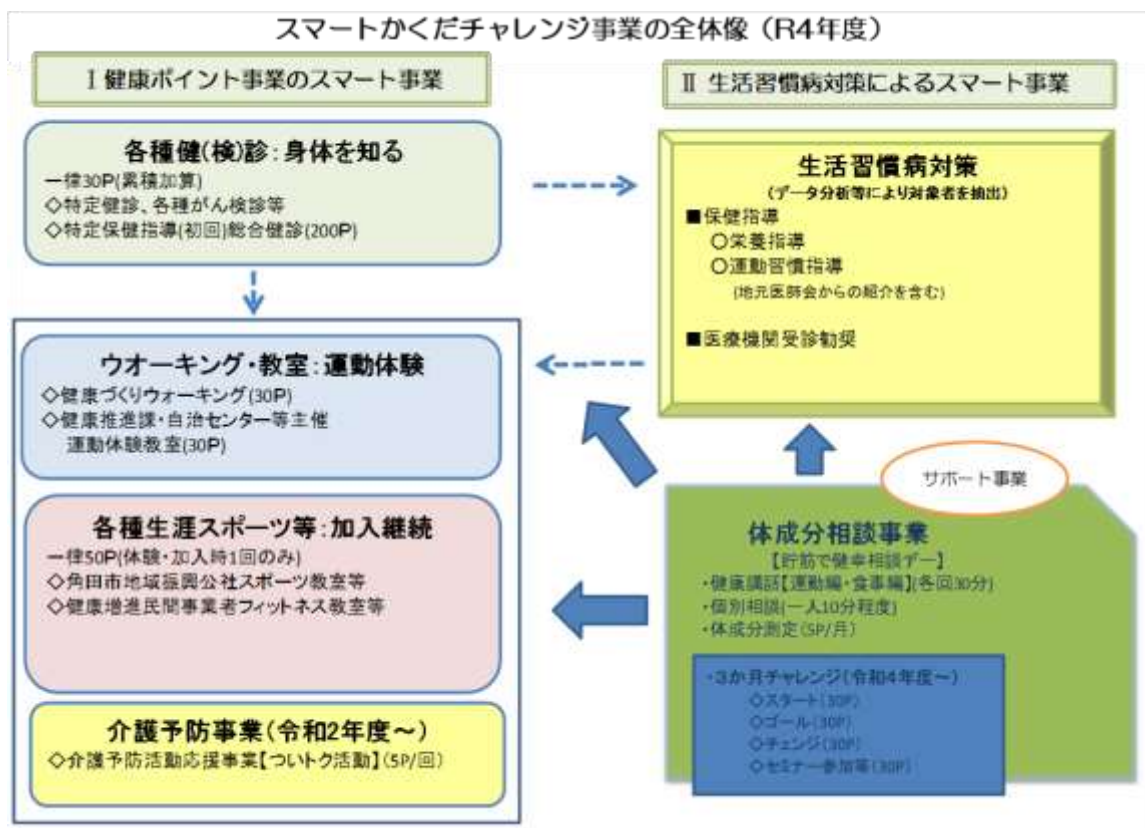 スマートかくだチャレンジ事業の全体像（R4年度）
Ⅰ健康ポイント事業のスマート事業
各種健(検)診:身体を知る
一律30P(累積加算)
◇特定健診、各種がん検診等
◇特定保健指導(初回)総合健診(200P)
ウオーキング・教室:運動体験
◇健康づくりウォーキング(30P)
◇健康推進課・自治センター等主催
運動体験教室(30P)
各種生涯スポーツ等:加入継続
一律50P(体験・加入時1回のみ)
◇角田市地域振興公社スポーツ教室等
◇健康増進民間事業者フィットネス教室等
介護予防事業(令和2年度～)
◇介護予防活動応援事業【ついトク活動】(5P/回)
Ⅱ 生活習慣病対策によるスマート事業
生活習慣病対策
(データ分析等により対象者を抽出)
■保健指導
○栄養指導
○運動習慣指導
(地元医師会からの紹介を含む)
■医療機関受診勧奨
サポート事業
体成分相談事業
【貯筋で健幸相談デー】
・健康講話【運動編・食事編】(各回30分)
・個別相談(一人10分程度)
・体成分測定(5P/月)
・3か月チャレンジ(令和4年度～)
◇スタート(30P)
◇ゴール(30P)
◇チェンジ(30P)
◇セミナー参加等(30P)